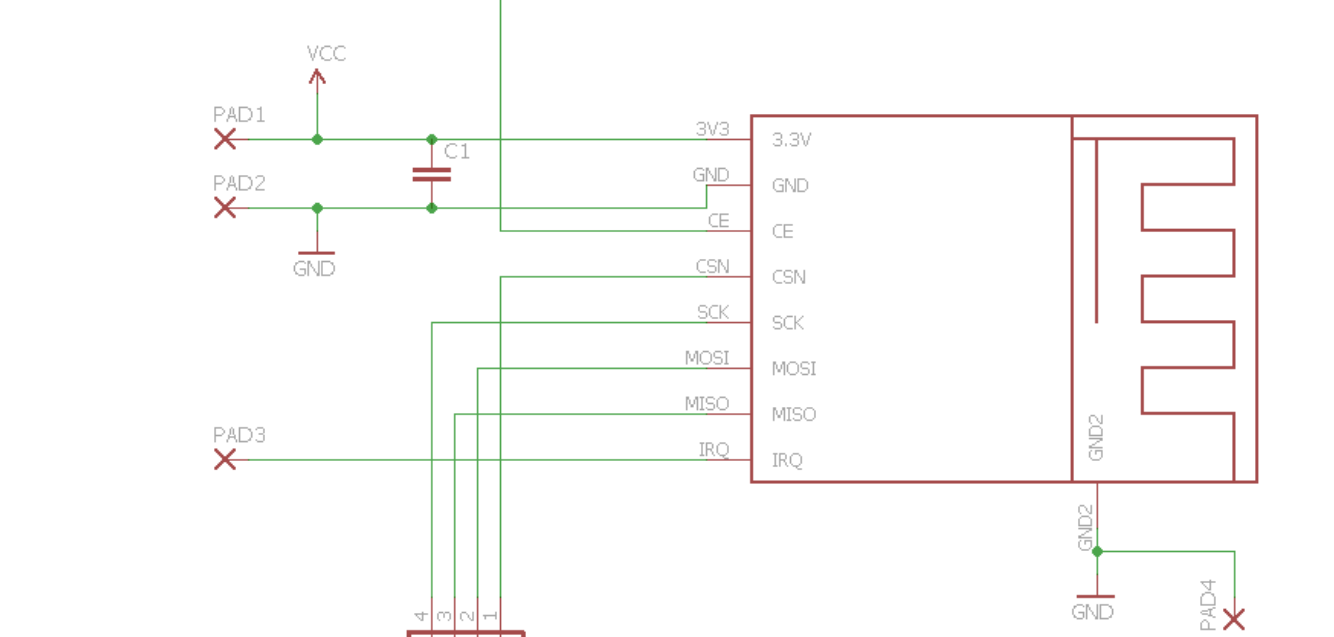 VCC
PAD1
3V3
3.3V
C1
GND
GND
PAD2
CE
CE
GND
CSN
CSN
SCK
SCK
MOSI
MOSI
MISO
MISO
PAD3
IRQ
IRQ
GND2
GND2
GND
PAD4
4
3
2
1